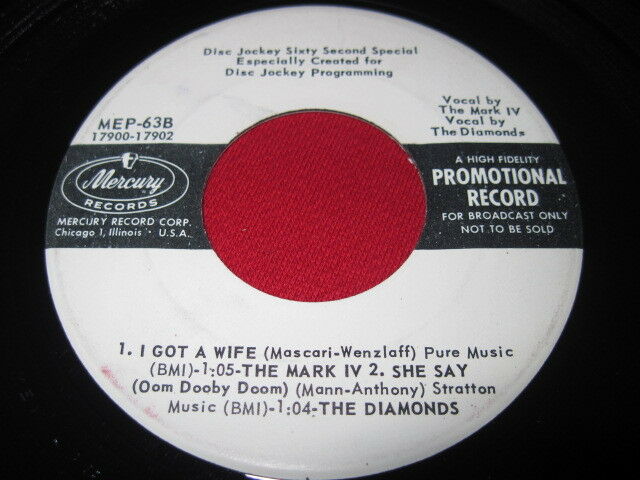 Disc Jockey Sixty Second Special
Especially Created for
Disc Jockey Programming
MEP-63B
17900-17902
Vocal by
The Mark IV
Vocal by
The Diamonds
Mercury
RECORDS
MERCURY RECORD CORP.
Chicago 1, Illinois · U.S.A.
A HIGH FIDELITY
PROMOTIONAL
RECORD
FOR BROADCAST ONLY
NOT TO BE SOLD
1. I GOT A WIFE (Mascari-Wenzlaff) Pure Music
(BMI)-1:05-THE MARK IV 2. SHE SAY
(Oom Dooby Doom) (Mann-Anthony) Stratton
Music (BMI)-1:04-THE DIAMONDS